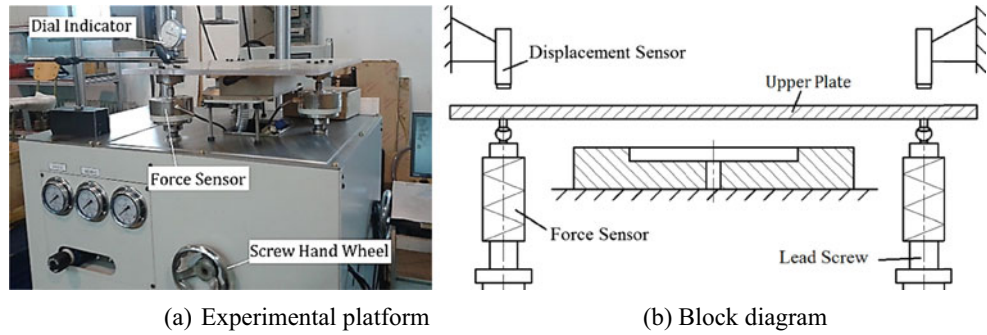 Dial Indicator
Force Sensor
Screw Hand Wheel
Displacement Sensor
Upper Plate
Force Sensor
Lead Screw
(a) Experimental platform
(b) Block diagram